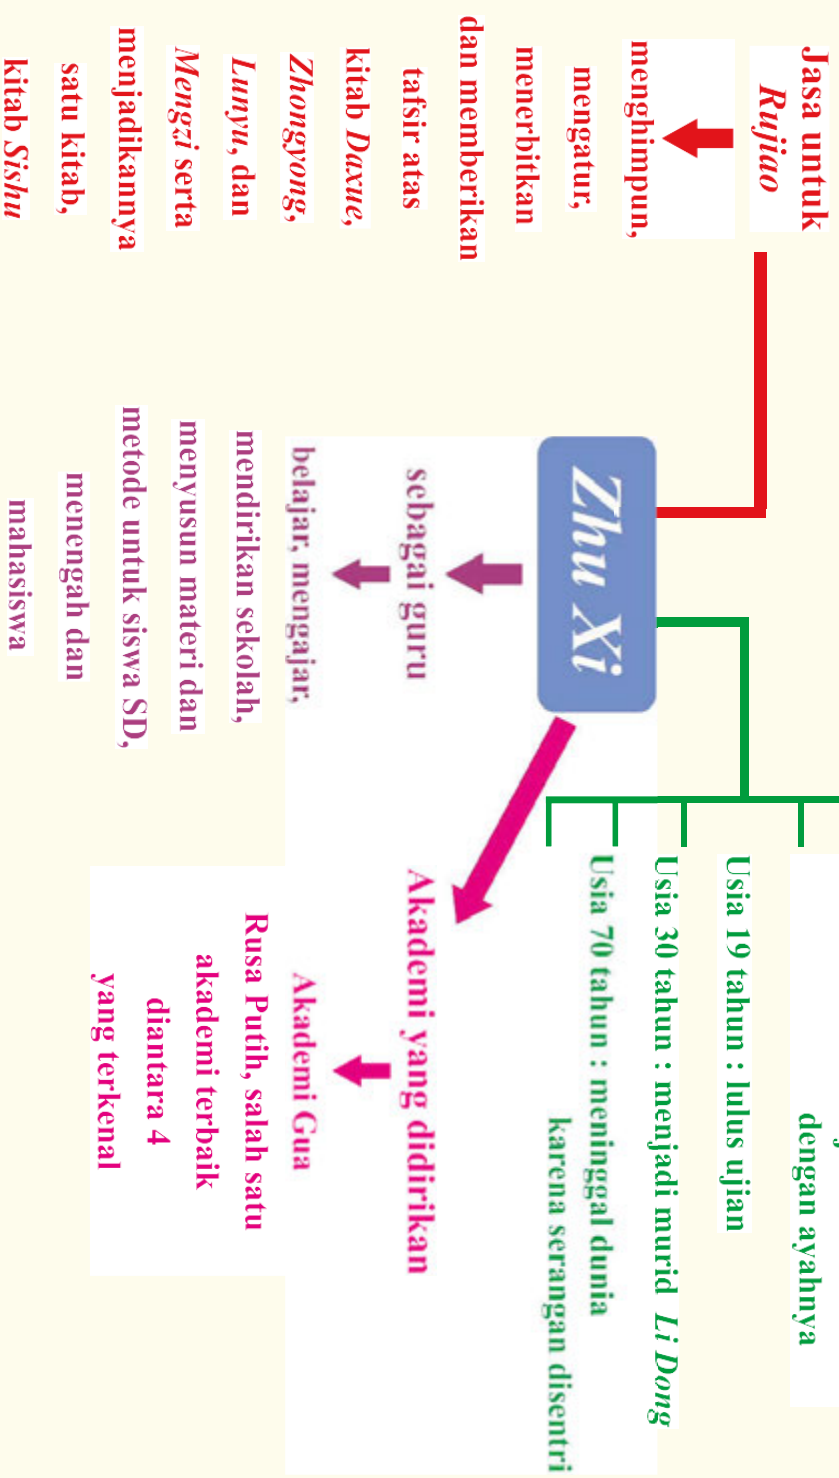 Jasa untuk
Rujiao
menghimpun,
mengatur,
menerbitkan
dan memberikan
tafsir atas
kitab Daxue,
Zhongyong,
Lunyu, dan
Mengzi serta
menjadikannya
satu kitab,
kitab Sishu
Zhu Xi
sebagai guru
belajar, mengajar,
mendirikan sekolah,
menyusun materi dan
metode untuk siswa SD,
menengah dan
mahasiswa
dengan ayahnya
Usia 19 tahun : lulus ujian
Usia 30 tahun : menjadi murid Li Dong
Usia 70 tahun : meninggal dunia
karena serangan disentri
Akademi yang didirikan
Akademi Gua
Rusa Putih, salah satu
akademi terbaik
diantara 4
yang terkenal